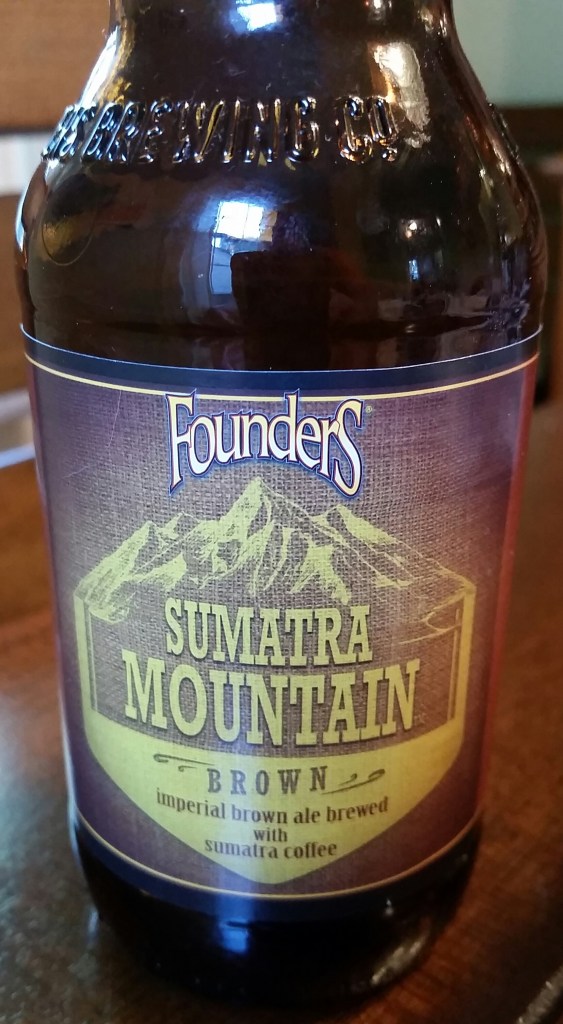 BREWING CO.
Founders®
SUMATRA
MOUNTAIN
BROWN
imperial brown ale brewed
with
sumatra coffee